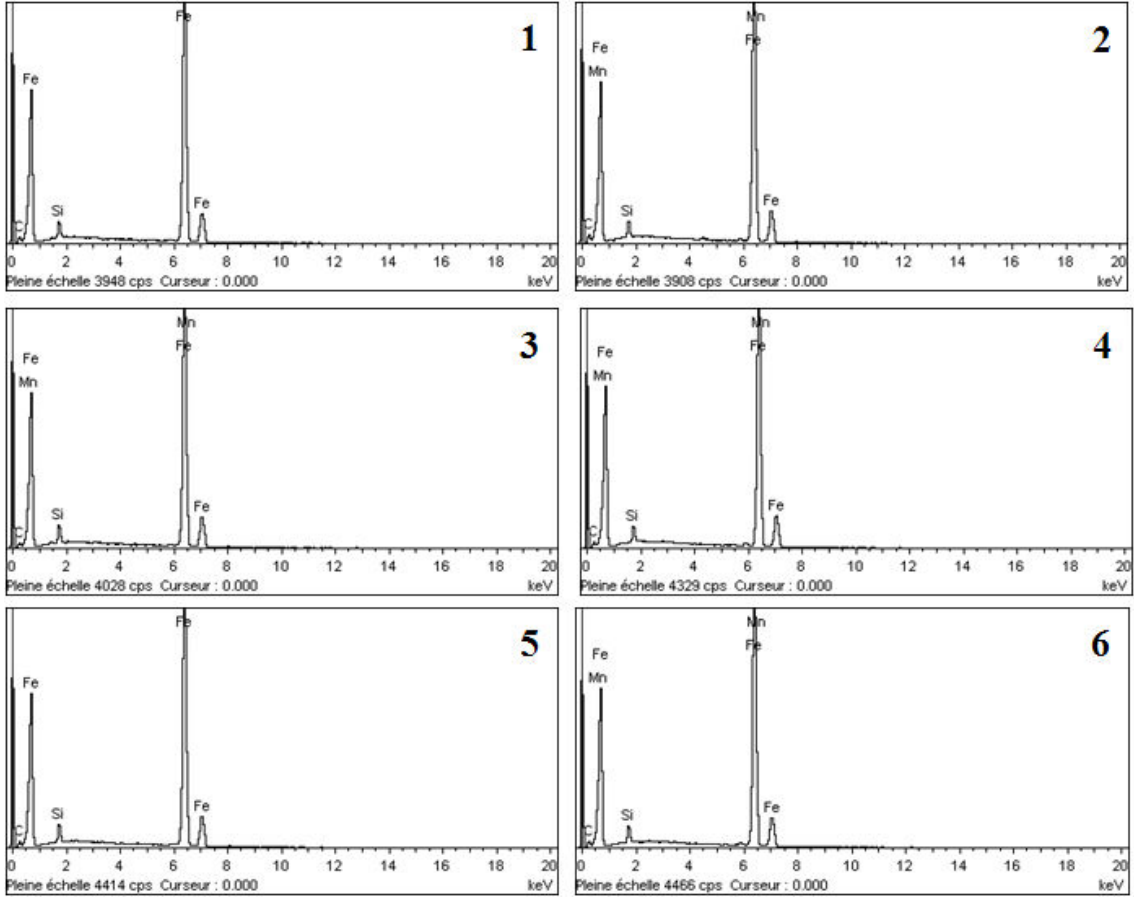 1
Fe
Fe
Si
Fe
C
0 2 4 6 8 10 12 14 16 18 20
Pleine échelle 3948 cps Curseur : 0.000 keV
2
Mn
Fe
Fe
Mn
Si
Fe
C
0 2 4 6 8 10 12 14 16 18 20
Pleine échelle 3908 cps Curseur : 0.000 keV
3
Mn
Fe
Fe
Mn
Si
Fe
C
0 2 4 6 8 10 12 14 16 18 20
Pleine échelle 4028 cps Curseur : 0.000 keV
4
Mn
Fe
Fe
Mn
Si
Fe
C
0 2 4 6 8 10 12 14 16 18 20
Pleine échelle 4329 cps Curseur : 0.000 keV
5
Fe
Fe
Si
Fe
C
0 2 4 6 8 10 12 14 16 18 20
Pleine échelle 4414 cps Curseur : 0.000 keV
6
Mn
Fe
Fe
Mn
Si
Fe
C
0 2 4 6 8 10 12 14 16 18 20
Pleine échelle 4466 cps Curseur : 0.000 keV